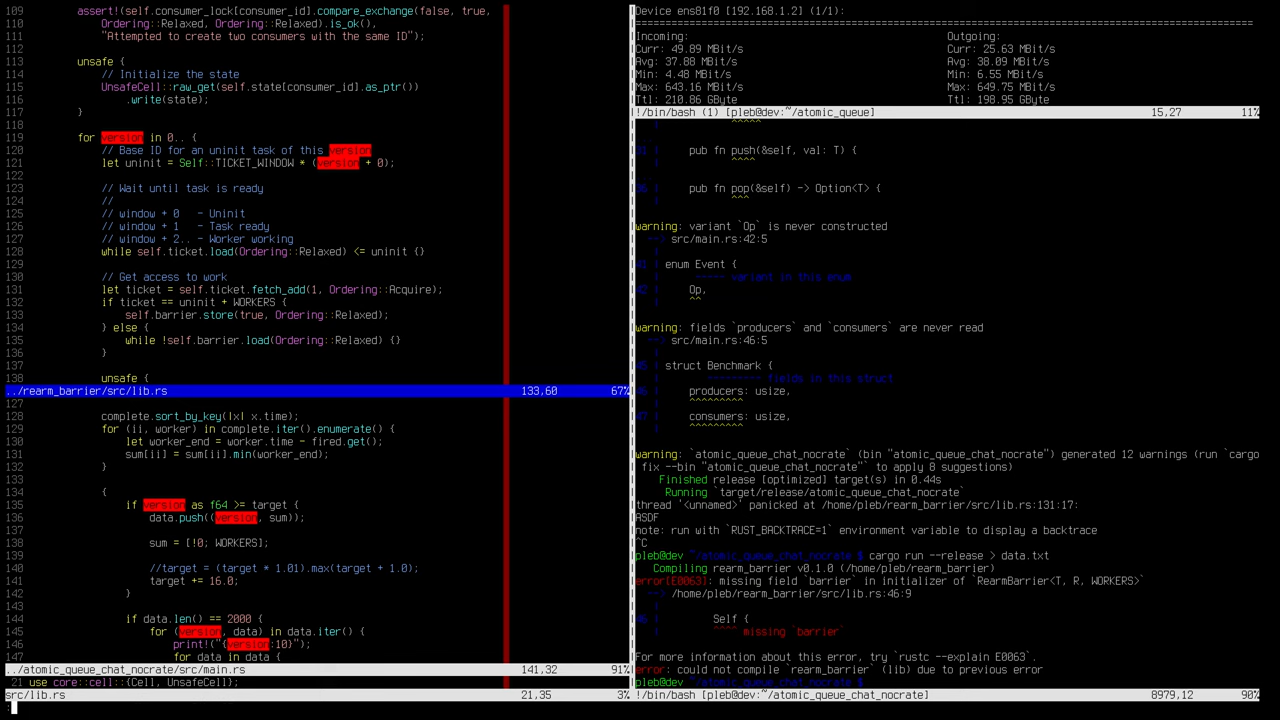 109         assert!(self.consumer_lock[consumer_id].compare_exchange(false, true,
110             Ordering::Relaxed, Ordering::Relaxed).is_ok(),
111             "Attempted to create two consumers with the same ID");
112
113         unsafe {
114             // Initialize the state
115             UnsafeCell::raw_get(self.state[consumer_id].as_ptr())
116                 .write(state);
117         }
118
119         for version in 0.. {
120             // Base ID for an uninit task of this version
121             let uninit = Self::TICKET_WINDOW * (version + 0);
122
123             // Wait until task is ready
124             //
125             // window + 0   - Uninit
126             // window + 1   - Task ready
127             // window + 2.. - Worker working
128             while self.ticket.load(Ordering::Relaxed) <= uninit {}
129
130             // Get access to work
131             let ticket = self.ticket.fetch_add(1, Ordering::Acquire);
132             if ticket == uninit + WORKERS {
133                 self.barrier.store(true, Ordering::Relaxed);
134             } else {
135                 while !self.barrier.load(Ordering::Relaxed) {}
136             }
137
138             unsafe {
../rearm_barrier/src/lib.rs 133,60 67%
127
128             complete.sort_by_key(|x| x.time);
129             for (ii, worker) in complete.iter().enumerate() {
130                 let worker_end = worker.time - fired.get();
131                 sum[ii] = sum[ii].min(worker_end);
132             }
133
134             {
135                 if version as f64 >= target {
136                     data.push((version, sum));
137
138                     sum = [!0; WORKERS];
139
140                     //target = (target * 1.01).max(target + 1.0);
141                     target += 16.0;
142                 }
143
144                 if data.len() == 2000 {
145                     for (version, data) in data.iter() {
146                         print!("{version:10}");
147                         for data in data {
../atomic_queue_chat_nocrate/src/main.rs 141,32 91%
21 use core::cell::{Cell, UnsafeCell};
src/lib.rs 21,35 3%
:
Device ens81f0 [192.168.1.2] (1/1):
================================================================================
Incoming: Outgoing:
Curr: 49.89 MBit/s Curr: 25.63 MBit/s
Avg: 37.88 MBit/s Avg: 38.09 MBit/s
Min: 4.48 MBit/s Min: 6.55 MBit/s
Max: 643.16 MBit/s Max: 649.75 MBit/s
Ttl: 210.86 GByte Ttl: 198.95 GByte
!/bin/bash (1) [pleb@dev:~/atomic_queue] 15,27 11%
^^^^^
pub fn push(&self, val: T) {
^^^^
pub fn pop(&self) -> Option<T> {
^^^
warning: variant `Op` is never constructed
--> src/main.rs:42:5
|
41 | enum Event {
| ----- variant in this enum
42 | Op,
| ^^
warning: fields `producers` and `consumers` are never read
--> src/main.rs:46:5
|
45 | struct Benchmark {
| --------- fields in this struct
46 | producers: usize,
| ^^^^^^^^^
47 | consumers: usize,
| ^^^^^^^^^
warning: `atomic_queue_chat_nocrate` (bin "atomic_queue_chat_nocrate") generated 12 warnings (run `cargo
fix --bin "atomic_queue_chat_nocrate"` to apply 8 suggestions)
Finished release [optimized] target(s) in 0.44s
Running `target/release/atomic_queue_chat_nocrate`
thread '<unnamed>' panicked at /home/pleb/rearm_barrier/src/lib.rs:131:17:
ASDF
note: run with `RUST_BACKTRACE=1` environment variable to display a backtrace
^C
pleb@dev ~/atomic_queue_chat_nocrate $ cargo run --release > data.txt
Compiling rearm_barrier v0.1.0 (/home/pleb/rearm_barrier)
error[E0063]: missing field `barrier` in initializer of `RearmBarrier<T, R, WORKERS>`
--> /home/pleb/rearm_barrier/src/lib.rs:46:9
|
46 | Self {
| ^^^^ missing `barrier`
For more information about this error, try `rustc --explain E0063`.
error: could not compile `rearm_barrier` (lib) due to previous error
pleb@dev ~/atomic_queue_chat_nocrate $
!/bin/bash [pleb@dev:~/atomic_queue_chat_nocrate] 8979,12 90%